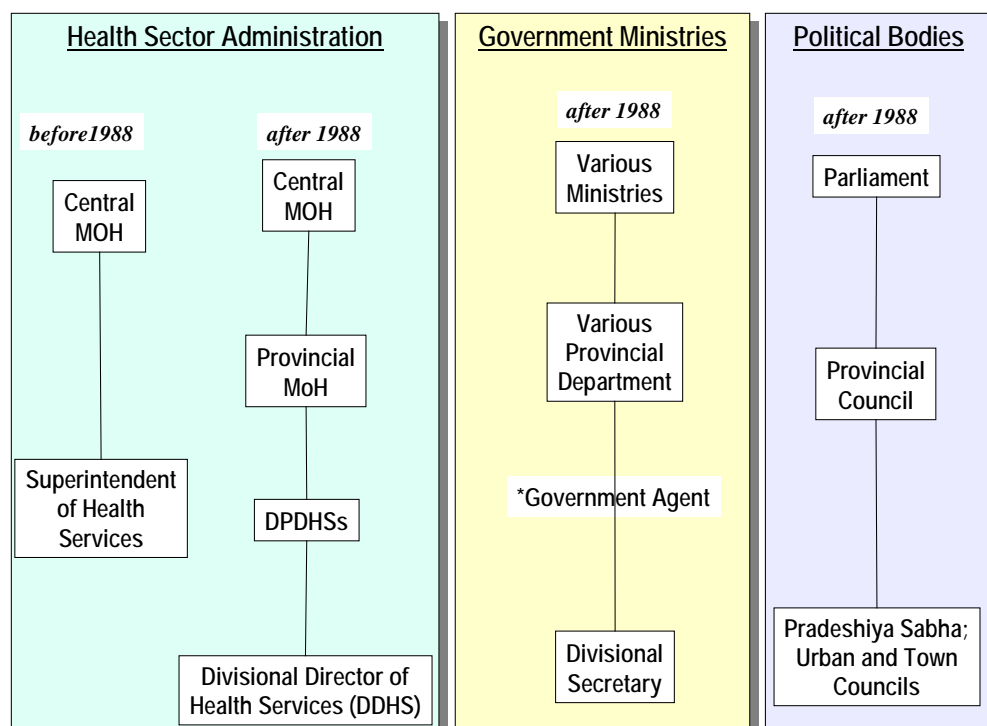 Health Sector Administration
before1988
Central
MOH
Superintendent
of Health
Services
after 1988
Central
MOH
Provincial
MoH
DPDHSs
Divisional Director of
Health Services (DDHS)
Government Ministries
after 1988
Various
Ministries
Various
Provincial
Department
*Government Agent
Divisional
Secretary
Political Bodies
after 1988
Parliament
Provincial
Council
Pradeshiya Sabha;
Urban and Town
Councils